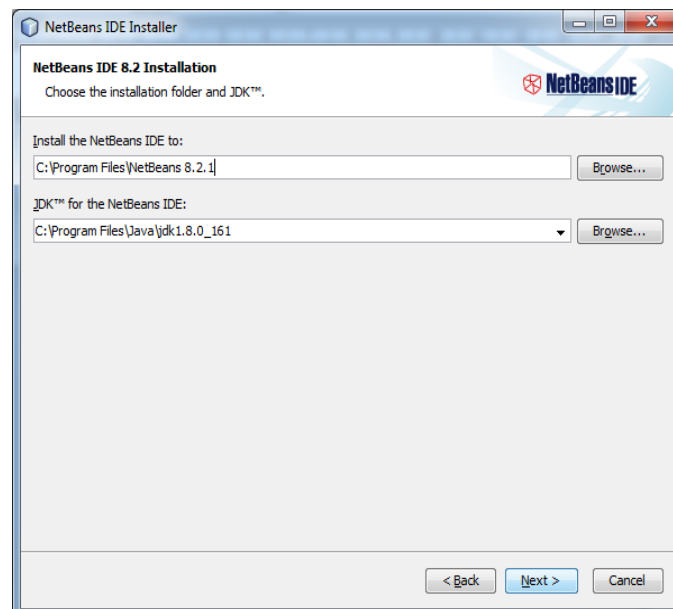 NetBeans IDE Installer
NetBeans IDE 8.2 Installation
Choose the installation folder and JDK™.
NetBeans IDE
Install the NetBeans IDE to:
C:\Program Files\NetBeans 8.2.1
Browse...
JDK™ for the NetBeans IDE:
C:\Program Files\Java\jdk1.8.0_161
Browse...
< Back
Next >
Cancel